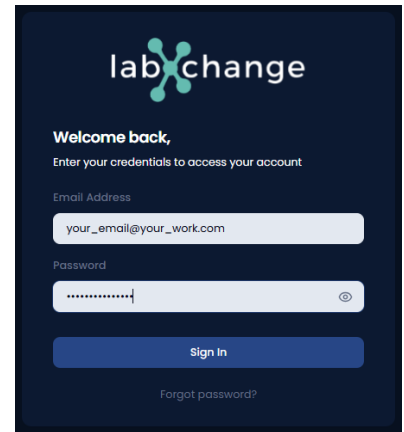 labxchange
Welcome back,
Enter your credentials to access your account
Email Address
your_email@your_work.com
Password
•••••••••••••••
Sign In
Forgot password?